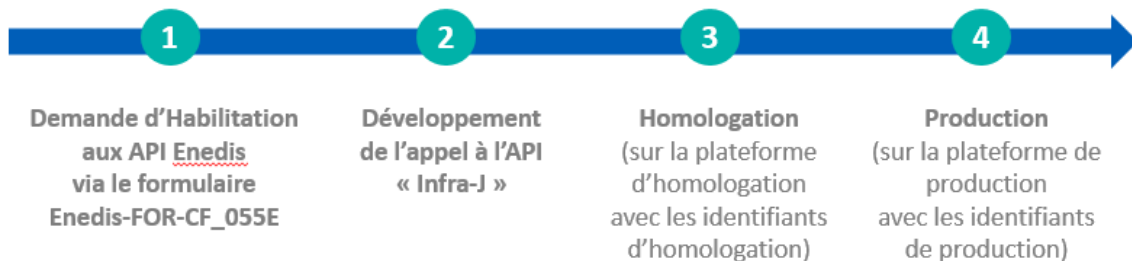 1
2
3
4
Demande d’Habilitation
aux API Enedis
via le formulaire
Enedis-FOR-CF_055E
Développement
de l’appel à l’API
« Infra-J »
Homologation
(sur la plateforme
d’homologation
avec les identifiants
d’homologation)
Production
(sur la plateforme de
production
avec les identifiants
de production)